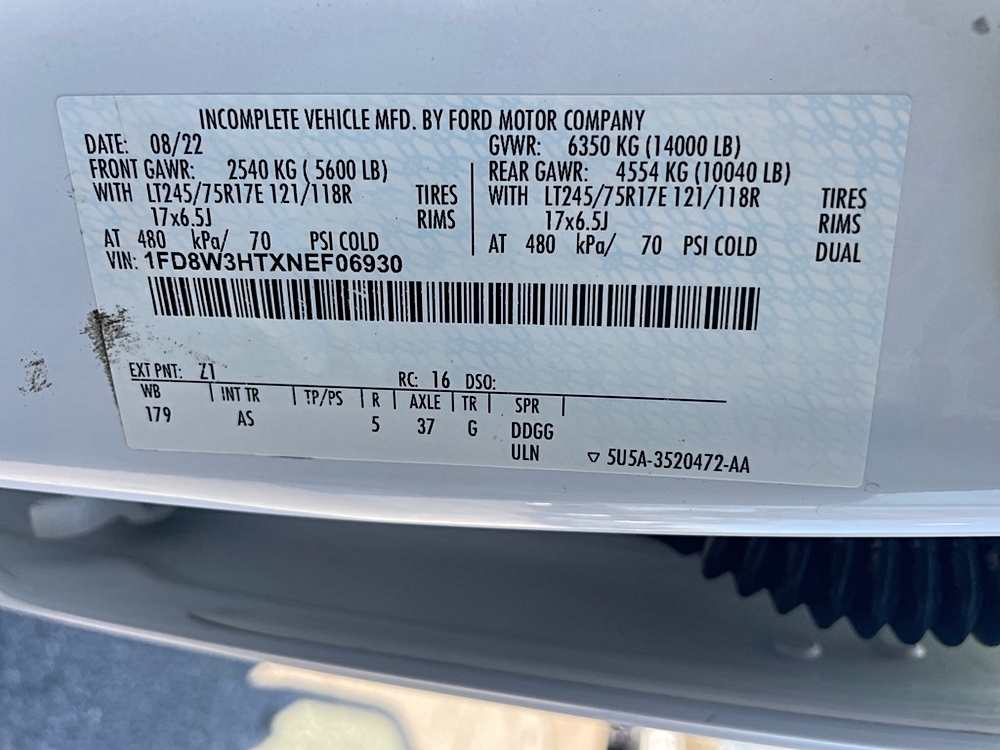 INCOMPLETE VEHICLE MFD. BY FORD MOTOR COMPANY
DATE: 08/22 GVWR: 6350 KG (14000 LB)
FRONT GAWR: 2540 KG ( 5600 LB) REAR GAWR: 4554 KG (10040 LB)
WITH LT245/75R17E 121/118R TIRES WITH LT245/75R17E 121/118R TIRES
17x6.5J RIMS 17x6.5J RIMS
AT 480 kPa/ 70 PSI COLD AT 480 kPa/ 70 PSI COLD DUAL
VIN: 1FD8W3HTXNEF06930
EXT PNT: Z1 RC: 16 DSO:
WB INT TR TP/PS R AXLE TR SPR
179 AS 5 37 G DDGG
ULN 5U5A-3520472-AA